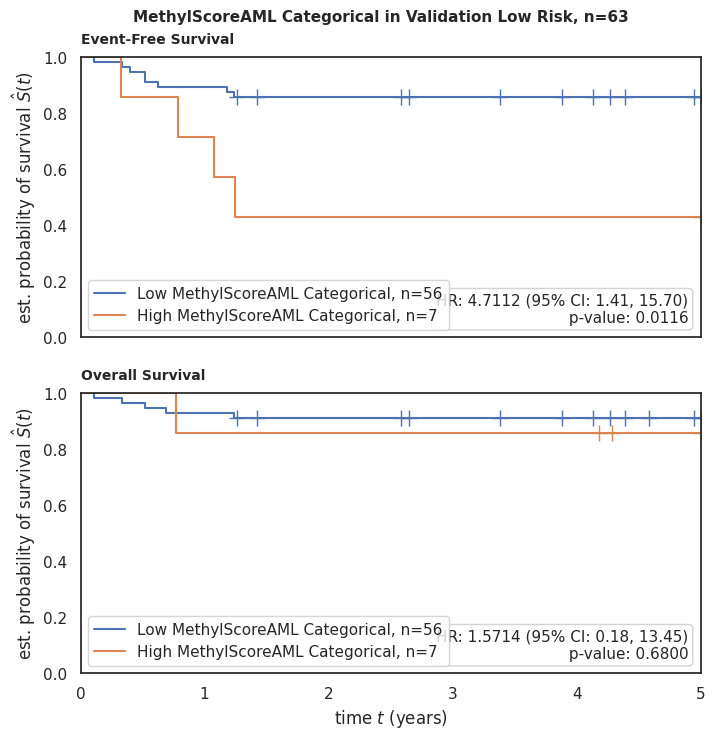 MethylScoreAML Categorical in Validation Low Risk, n=63
Event-Free Survival
1.0
0.8
0.6
0.4
0.2
0.0
est. probability of survival Ŝ(t)
Low MethylScoreAML Categorical, n=56
High MethylScoreAML Categorical, n=7
HR: 4.7112 (95% CI: 1.41, 15.70)
p-value: 0.0116
Overall Survival
1.0
0.8
0.6
0.4
0.2
0.0
est. probability of survival Ŝ(t)
Low MethylScoreAML Categorical, n=56
High MethylScoreAML Categorical, n=7
HR: 1.5714 (95% CI: 0.18, 13.45)
p-value: 0.6800
0 1 2 3 4 5
time t (years)